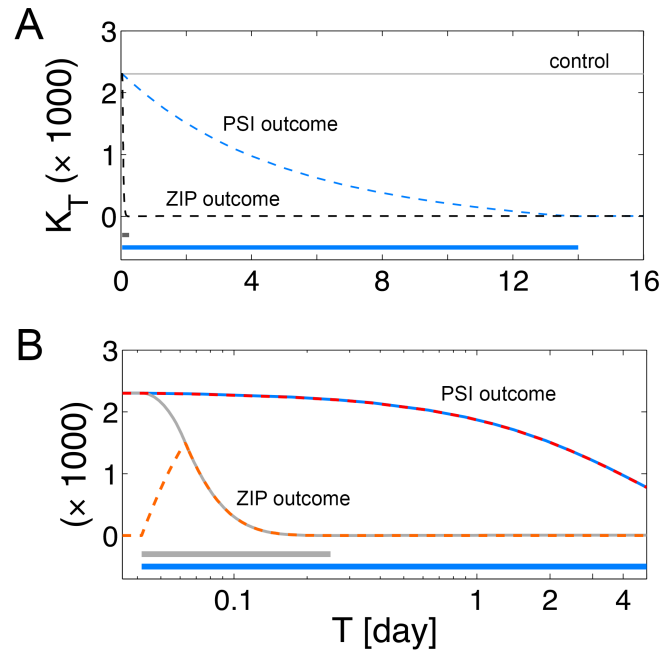 A
3
control
2
PSI outcome
1
ZIP outcome
0
K_T (× 1000)
0 4 8 12 16
B
3
PSI outcome
2
ZIP outcome
1
0
(× 1000)
0.1 1 2 4
T [day]